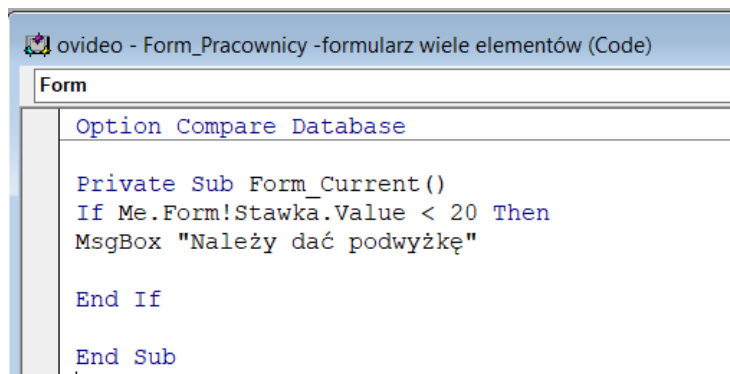 ovideo - Form_Pracownicy -formularz wiele elementów (Code)
Form
Option Compare Database
Private Sub Form_Current()
If Me.Form!Stawka.Value < 20 Then
MsgBox "Należy dać podwyżkę"
End If
End Sub